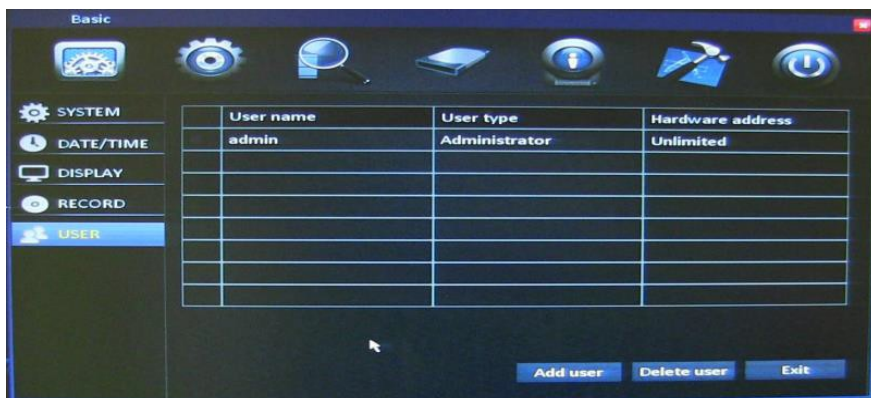 Basic
SYSTEM
DATE/TIME
DISPLAY
RECORD
USER
User name User type Hardware address
admin Administrator Unlimited
Add user Delete user Exit